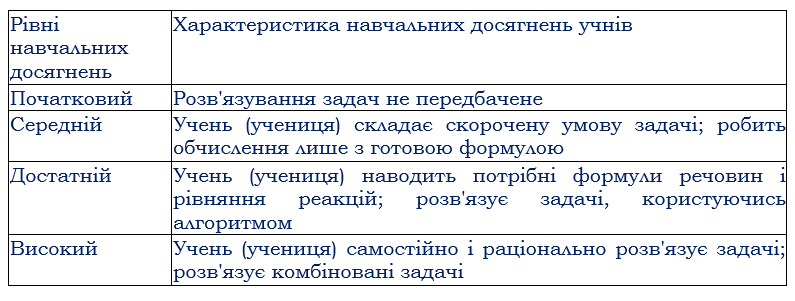 Рівні
навчальних
досягнень
Характеристика навчальних досягнень учнів
Початковий
Розв'язування задач не передбачене
Середній
Учень (учениця) складає скорочену умову задачі; робить
обчислення лише з готовою формулою
Достатній
Учень (учениця) наводить потрібні формули речовин і
рівняння реакцій; розв'язує задачі, користуючись
алгоритмом
Високий
Учень (учениця) самостійно і раціонально розв'язує задачі;
розв'язує комбіновані задачі